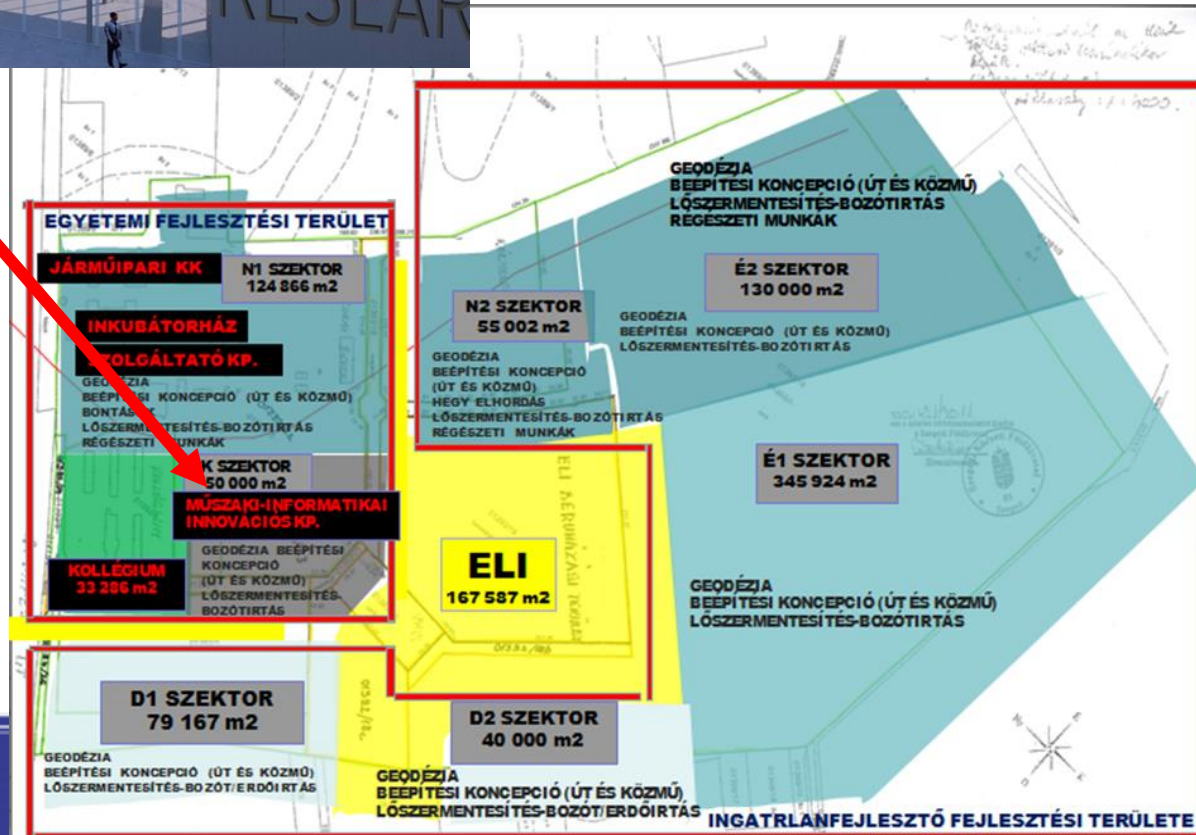 RESEAR
EGYETEMI FEJLESZTÉSI TERÜLET
JÁRMŰIPARI KK
N1 SZEKTOR
124 866 m2
INKUBÁTORHÁZ
SZOLGÁLTATÓ KP.
GEODÉZIA
BEÉPÍTÉSI KONCEPCIÓ (ÚT ÉS KÖZMŰ)
LŐSZERMENTESÍTÉS-BOZÓTIRTÁS
RÉGÉSZETI MUNKÁK
K SZEKTOR
50 000 m2
MŰSZAKI-INFORMATIKAI
INNOVÁCIÓS KP.
GEODÉZIA BEÉPÍTÉSI
KONCEPCIÓ
(ÚT ÉS KÖZMŰ)
LŐSZERMENTESÍTÉS-
BOZÓTIRTÁS
KOLLÉGIUM
33 286 m2
N2 SZEKTOR
55 002 m2
GEODÉZIA
BEÉPÍTÉSI KONCEPCIÓ
(ÚT ÉS KÖZMŰ)
HEGY ELHORDÁS
LŐSZERMENTESÍTÉS-BOZÓTIRTÁS
RÉGÉSZETI MUNKÁK
GEODÉZIA
BEÉPÍTÉSI KONCEPCIÓ (ÚT ÉS KÖZMŰ)
LŐSZERMENTESÍTÉS-BOZÓTIRTÁS
RÉGÉSZETI MUNKÁK
É2 SZEKTOR
130 000 m2
GEODÉZIA
BEÉPÍTÉSI KONCEPCIÓ (ÚT ÉS KÖZMŰ)
LŐSZERMENTESÍTÉS-BOZÓTIRTÁS
É1 SZEKTOR
345 924 m2
GEODÉZIA
BEÉPÍTÉSI KONCEPCIÓ (ÚT ÉS KÖZMŰ)
LŐSZERMENTESÍTÉS-BOZÓTIRTÁS
ELI
167 587 m2
D1 SZEKTOR
79 167 m2
GEODÉZIA
BEÉPÍTÉSI KONCEPCIÓ (ÚT ÉS KÖZMŰ)
LŐSZERMENTESÍTÉS-BOZÓT/ERDŐIRTÁS
D2 SZEKTOR
40 000 m2
GEODÉZIA
BEÉPÍTÉSI KONCEPCIÓ (ÚT ÉS KÖZMŰ)
LŐSZERMENTESÍTÉS-BOZÓT/ERDŐIRTÁS
INGATRLANFEJLESZTŐ FEJLESZTÉSI TERÜLETE